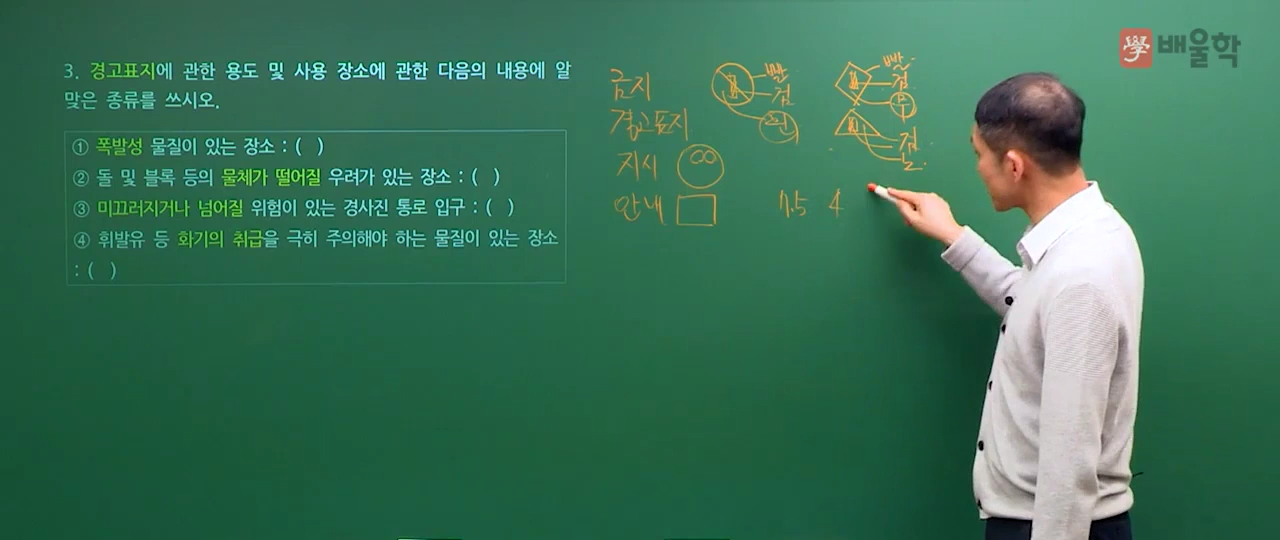 學 배울학
3. 경고표지에 관한 용도 및 사용 장소에 관한 다음의 내용에 알
맞은 종류를 쓰시오.
① 폭발성 물질이 있는 장소 : ( )
② 돌 및 블록 등의 물체가 떨어질 우려가 있는 장소 : ( )
③ 미끄러지거나 넘어질 위험이 있는 경사진 통로 입구 : ( )
④ 휘발유 등 화기의 취급을 극히 주의해야 하는 물질이 있는 장소
: ( )
금지
경고표지
지시
안내
빨
검
흰
빨
검
검
노
7.5 4